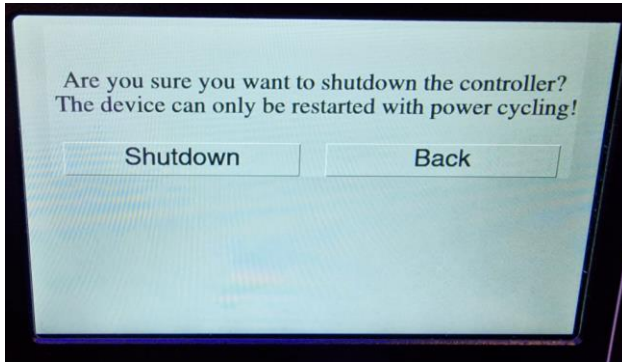 Are you sure you want to shutdown the controller?
The device can only be restarted with power cycling!
Shutdown Back